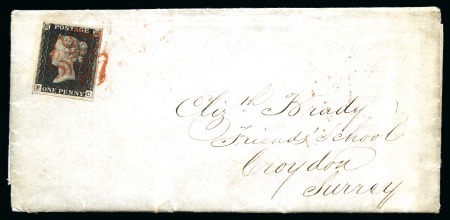 POSTAGE
ONE PENNY
Eliz.th Brady
Friends' School
Croydon
Surrey